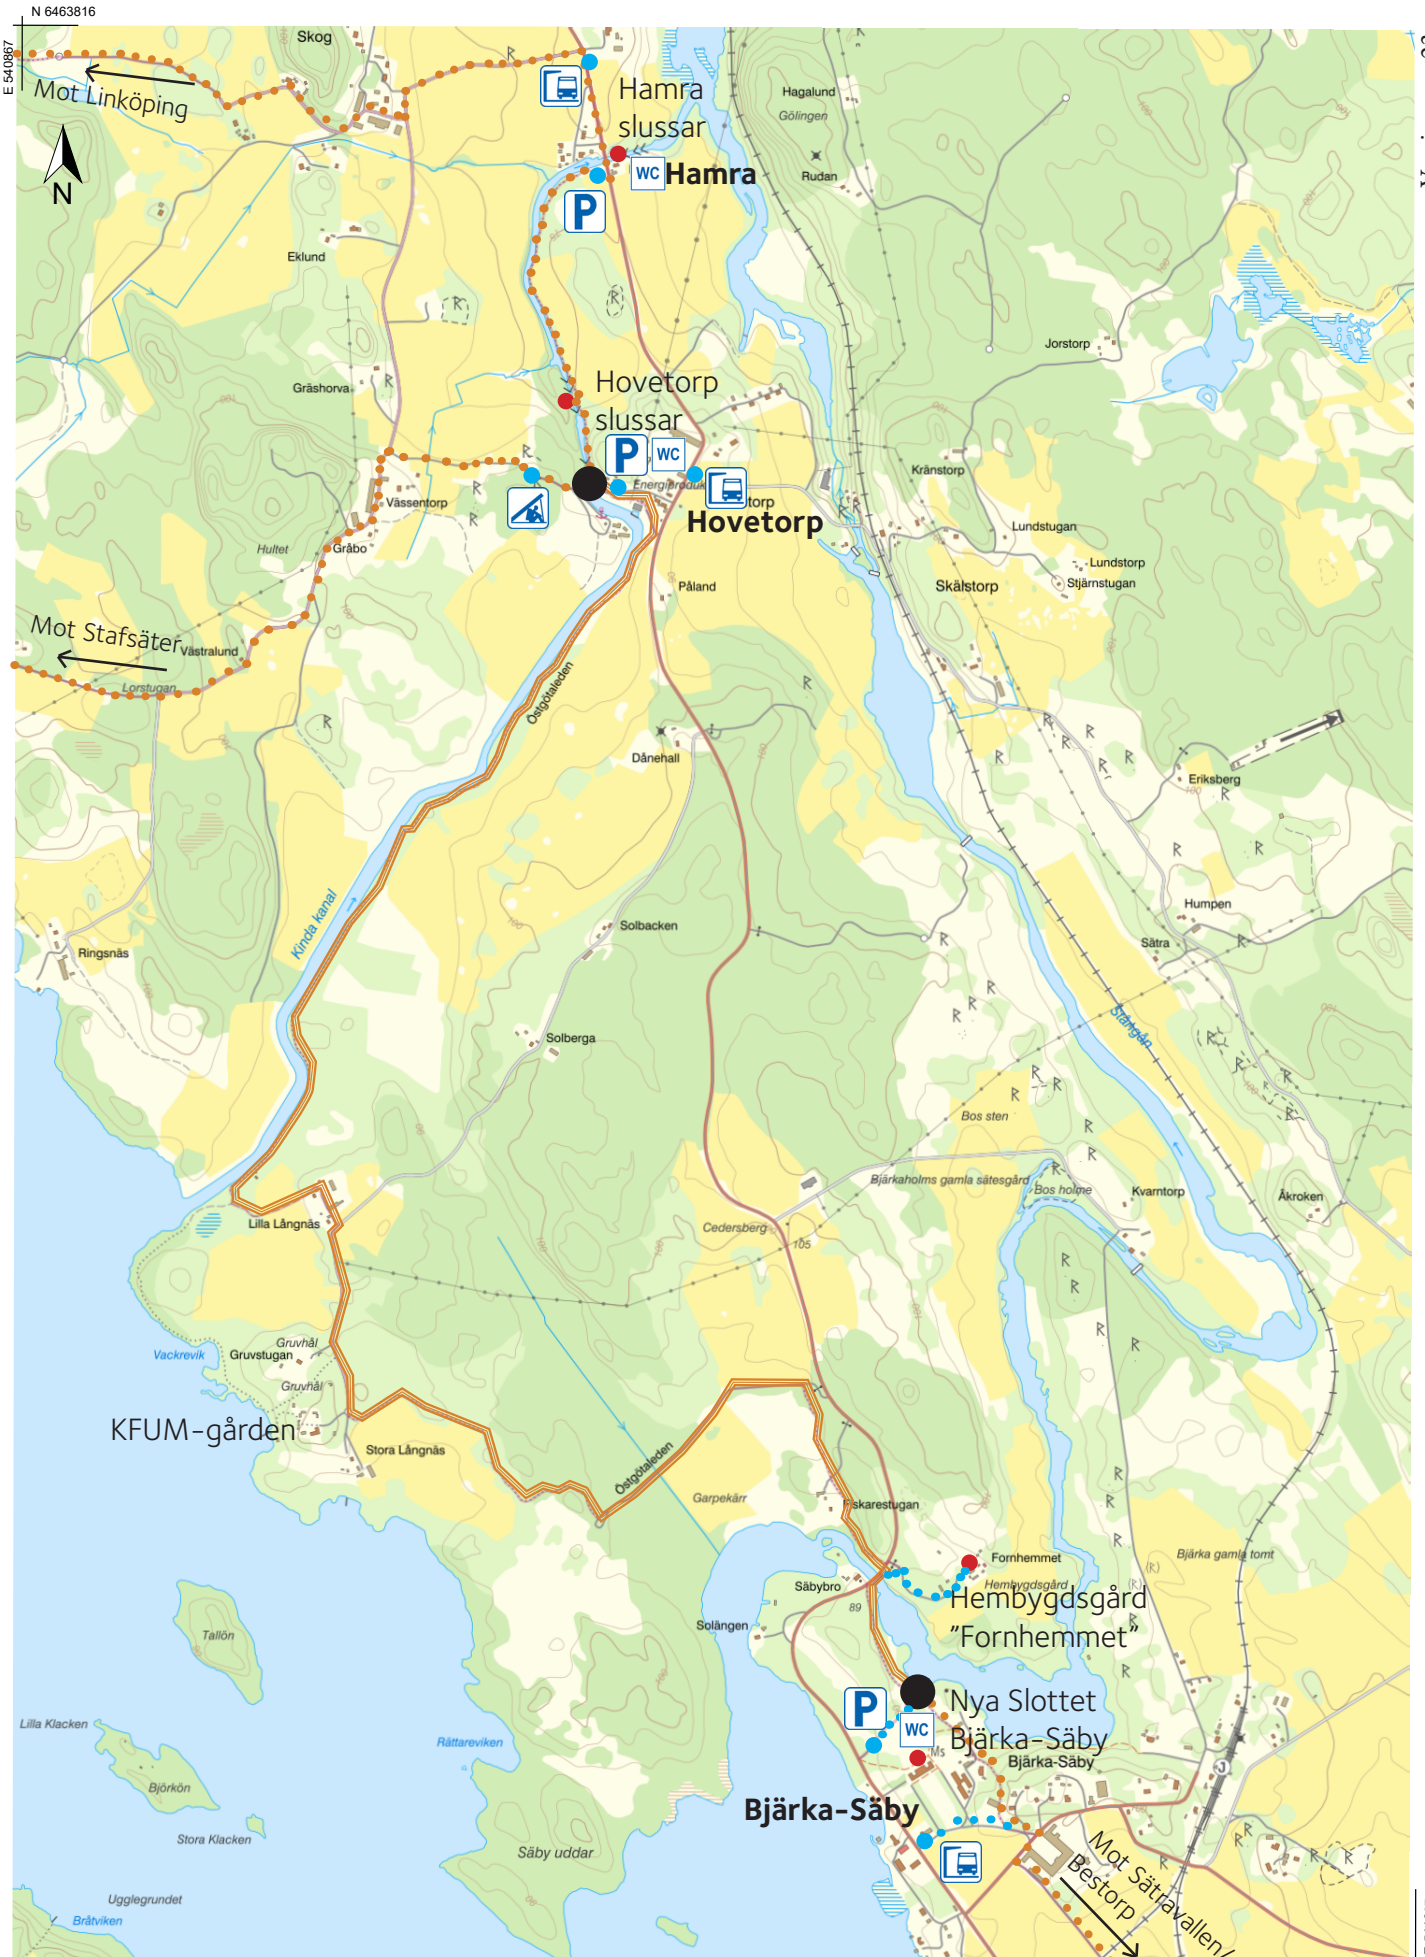 N 6463816
E 540867
Skog
Mot Linköping
N
Hamra
slussar
WC
Hamra
P
Hagalund
Gölingen
Rudan
Eklund
Jorstorp
Gräshorva
Hovetorp
slussar
P
WC
Energiproduk
torp
Hovetorp
Kränstorp
Vässentorp
Lundstugan
Hultet
Gråbo
Lundstorp
Stjärnstugan
Skälstorp
Påland
Mot Stafsäter
Västralund
Lorstugan
Östgötaleden
Dånehall
Eriksberg
Kinda kanal
Humpen
Solbacken
Sätra
Ringsnäs
Stångån
Solberga
Bos sten
Bjärkaholms gamla sätesgård
Bos holme
Kvarntorp
Åkroken
Lilla Långnäs
Cedersberg
105
Gruvhål
Vackrevik
Gruvstugan
Gruvhål
KFUM-gården
Stora Långnäs
Östgötaleden
Garpekärr
Fiskarestugan
Bjärka gamla tomt
Fornhemmet
Hembygdsgård
Säbybro
89
Hembygdsgård
"Fornhemmet"
Solängen
Tallön
P
WC
Nya Slottet
Bjärka-Säby
Ms
Bjärka-Säby
J
Lilla Klacken
Rättareviken
Björkön
Bjärka-Säby
Stora Klacken
Säby uddar
Mot Sätravallen/
Bestorp
Ugglegrundet
Bråtviken